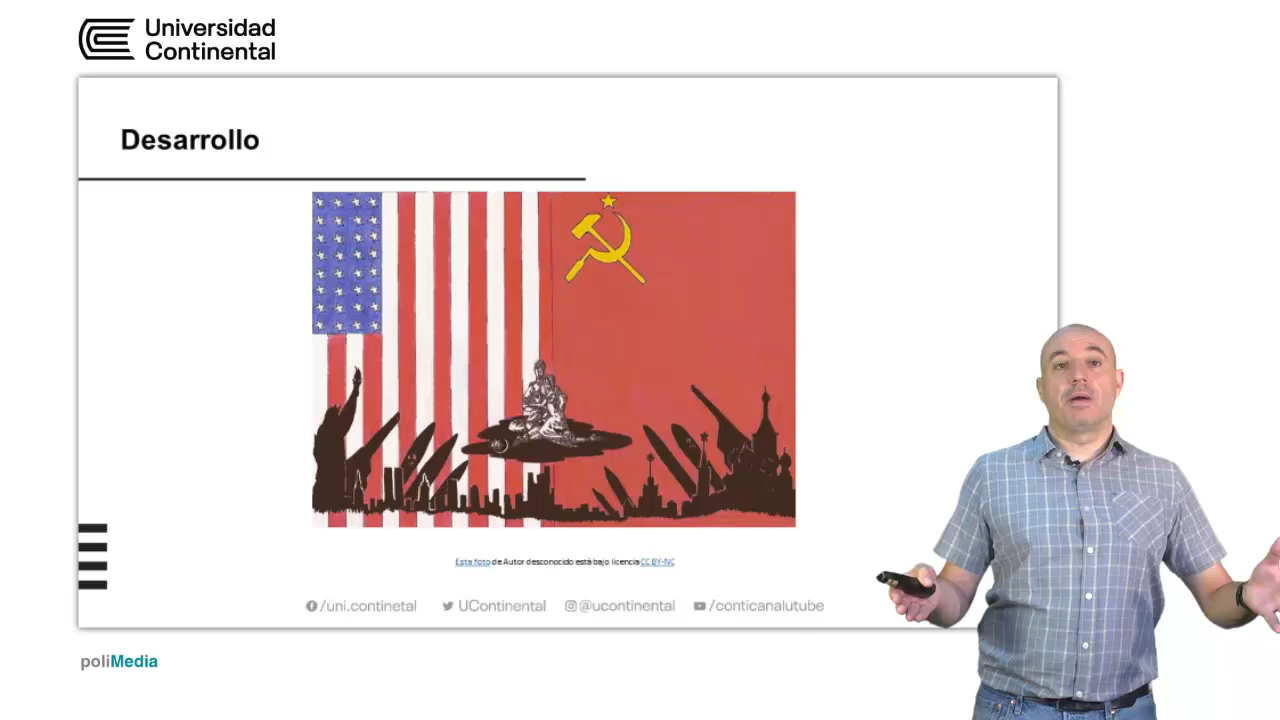 Universidad
Continental
Desarrollo
Esta foto de Autor desconocido está bajo licencia CC BY-NC
/uni.continetal UContinental @ucontinental /conticanalutube
poliMedia